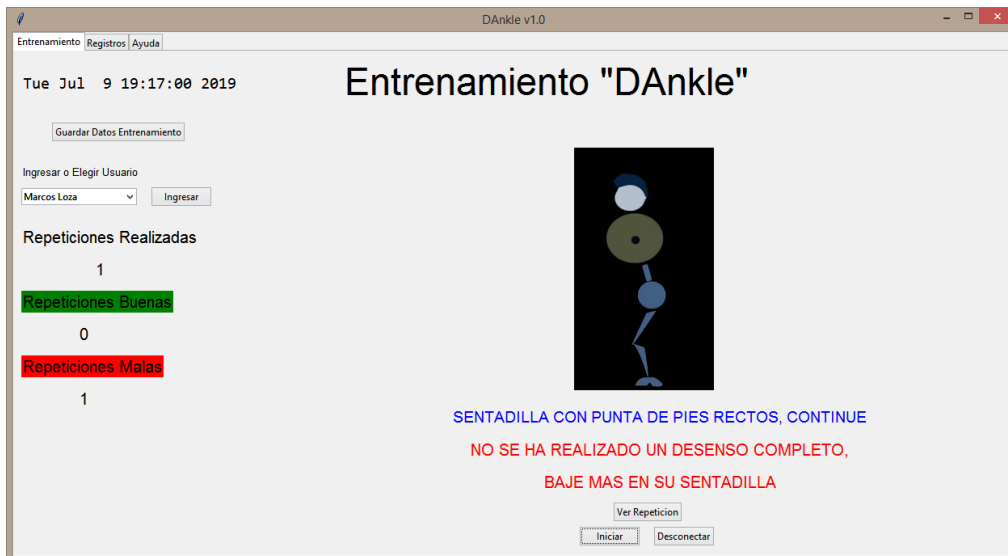 DAnkle v1.0
Entrenamiento Registros Ayuda
Tue Jul  9 19:17:00 2019
Entrenamiento "DAnkle"
Guardar Datos Entrenamiento
Ingresar o Elegir Usuario
Marcos Loza
Ingresar
Repeticiones Realizadas
1
Repeticiones Buenas
0
Repeticiones Malas
1
SENTADILLA CON PUNTA DE PIES RECTOS, CONTINUE
NO SE HA REALIZADO UN DESENSO COMPLETO,
BAJE MAS EN SU SENTADILLA
Ver Repeticion
Iniciar Desconectar